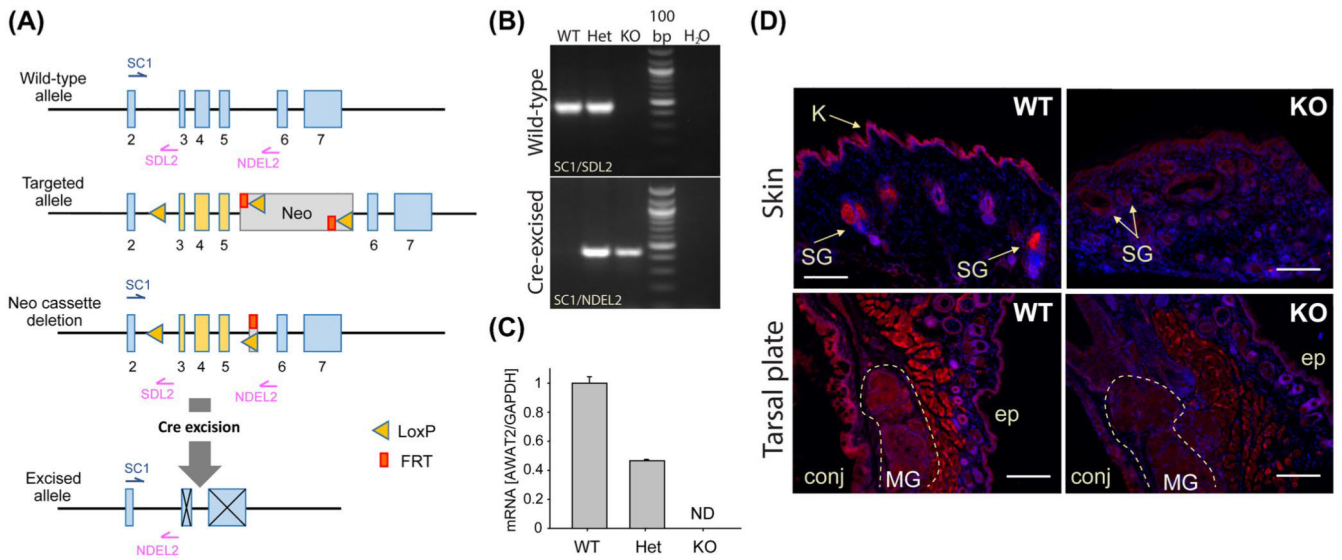 (A)
SC1
Wild-type
allele
2 3 4 5 6 7
SDL2 NDEL2
Targeted
allele
Neo
2 3 4 5 6 7
SC1
Neo cassette
deletion
2 3 4 5 6 7
SDL2 NDEL2
Cre excision
LoxP
FRT
SC1
Excised
allele
NDEL2
(B)
WT Het KO 100 bp H₂O
Wild-type
SC1/SDL2
Cre-excised
SC1/NDEL2
(C)
mRNA [AWAT2/GAPDH]
1
0.8
0.6
0.4
0.2
0
ND
WT Het KO
(D)
Skin
WT
K
SG
SG
KO
SG
Tarsal plate
WT
ep
conj
MG
KO
ep
conj
MG